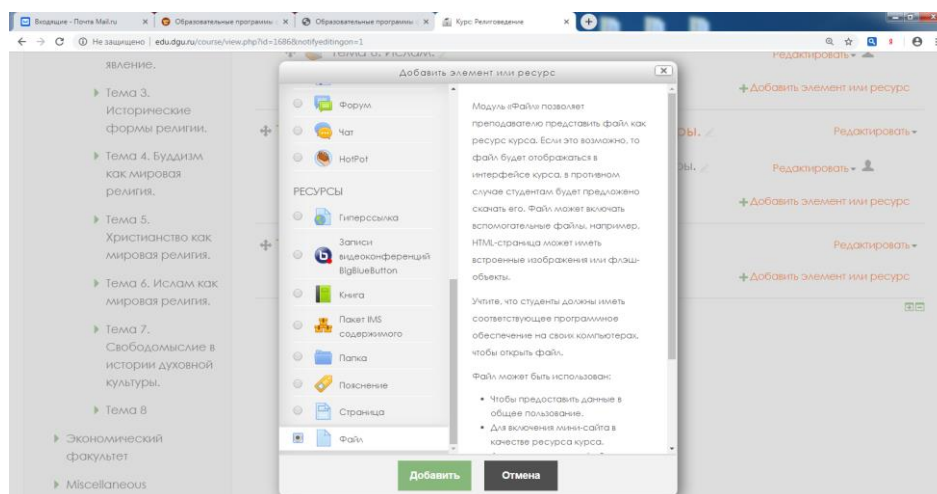 Входящие - Почта Mail.ru
Образовательные программы
Образовательные программы
Курс: Религоведение
Не защищено | edu.dgu.ru/course/view.php?id=1686&notifyeditingon=1
явление.
Тема 3.
Исторические
формы религии.
Тема 4. Буддизм
как мировая
религия.
Тема 5.
Христианство как
мировая религия.
Тема 6. Ислам как
мировая религия.
Тема 7.
Свободомыслие в
истории духовной
культуры.
Тема 8
Экономический
факультет
Miscellaneous
Тема 6. Ислам.
Добавить элемент или ресурс
Форум
Чат
HotPot
РЕСУРСЫ
Гиперссылка
Записи
видеоконференций
BigBlueButton
Книга
Пакет IMS
содержимого
Папка
Пояснение
Страница
Файл
Модуль «Файл» позволяет
преподавателю представить файл как
ресурс курса. Если это возможно, то
файл будет отображаться в
интерфейсе курса, в противном
случае студентам будет предложено
скачать его. Файл может включать
вспомогательные файлы, например,
HTML-страница может иметь
встроенные изображения или флэш-
объекты.
Учтите, что студенты должны иметь
соответствующее программное
обеспечение на своих компьютерах,
чтобы открыть файл.
Файл может быть использован:
Чтобы предоставить данные в
общее пользование.
Для включения мини-сайта в
качестве ресурса курса.
Добавить
Отмена
Редактировать
+Добавить элемент или ресурс
ры.
Редактировать
ры.
Редактировать
+Добавить элемент или ресурс
Редактировать
+Добавить элемент или ресурс